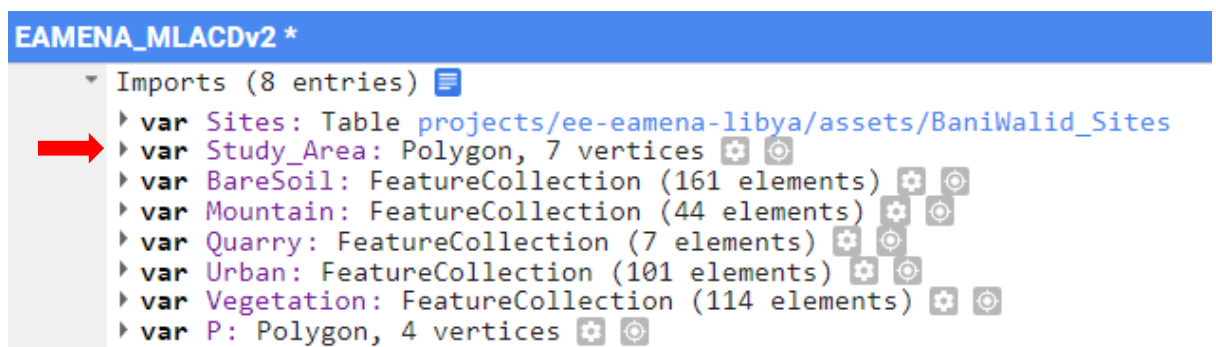 EAMENA_MLACDv2 *
Imports (8 entries)
var Sites: Table projects/ee-eamena-libya/assets/BaniWalid_Sites
var Study_Area: Polygon, 7 vertices
var BareSoil: FeatureCollection (161 elements)
var Mountain: FeatureCollection (44 elements)
var Quarry: FeatureCollection (7 elements)
var Urban: FeatureCollection (101 elements)
var Vegetation: FeatureCollection (114 elements)
var P: Polygon, 4 vertices